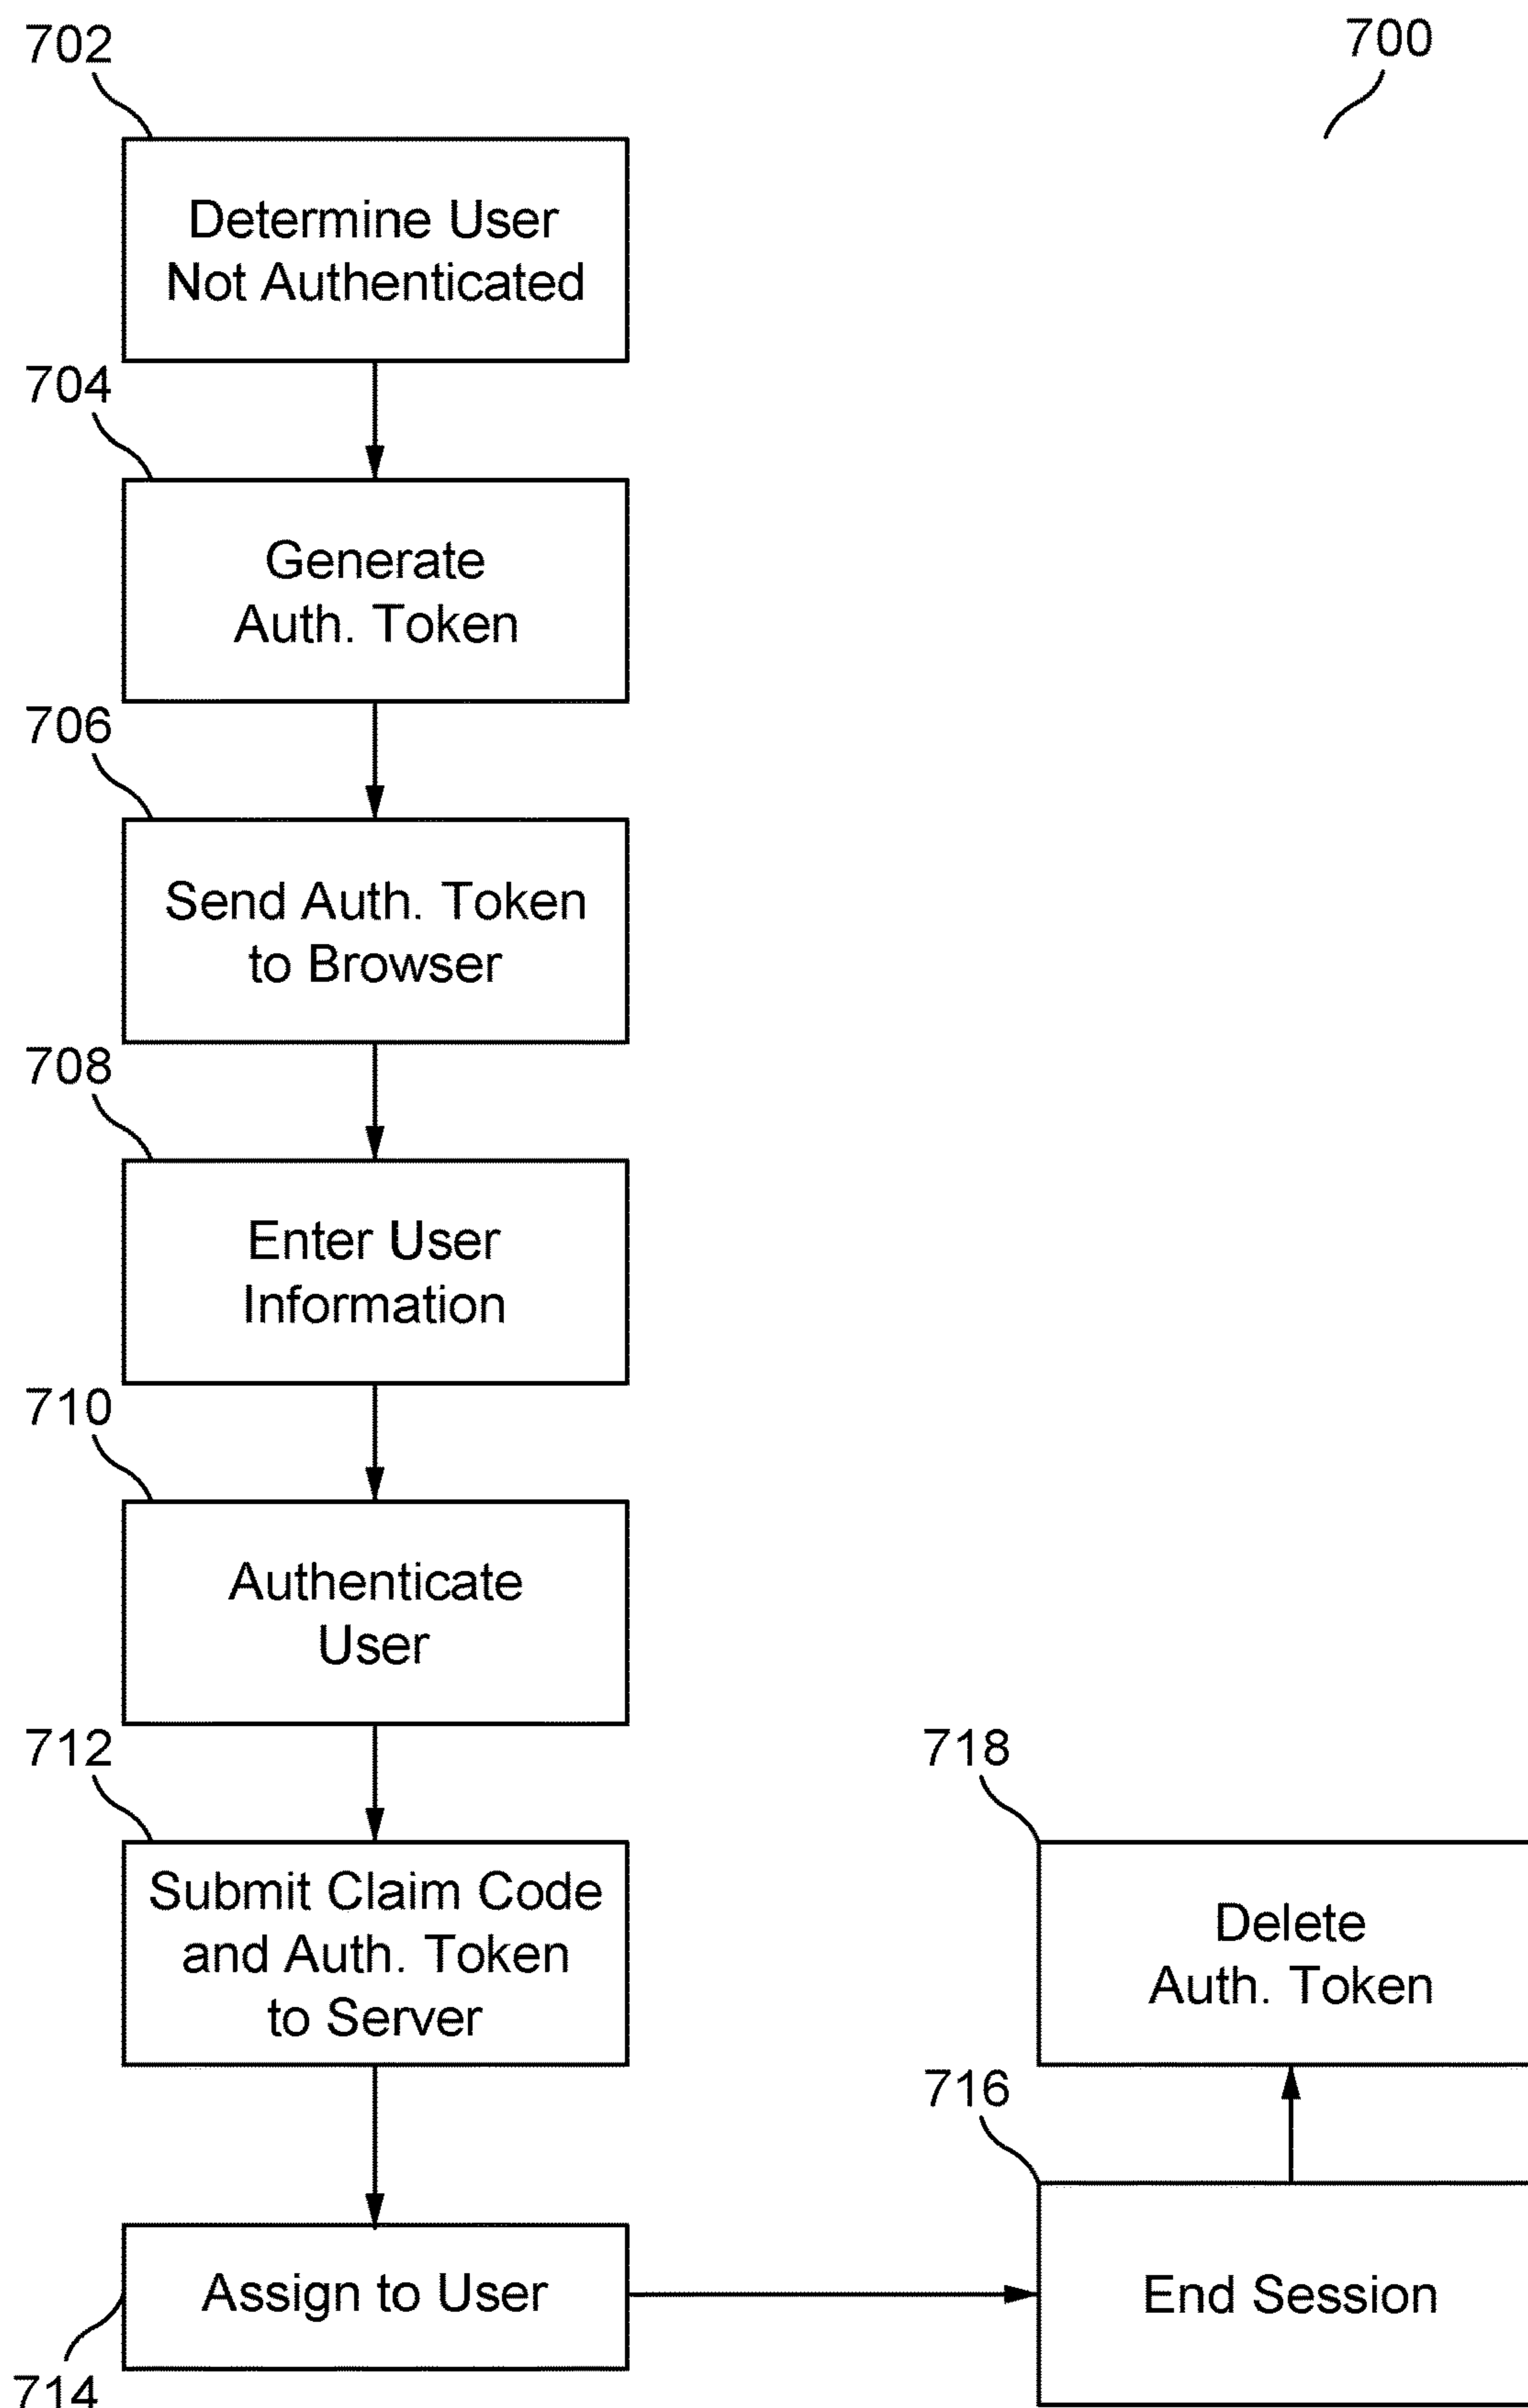 702
700
Determine User
Not Authenticated
704
Generate
Auth. Token
706
Send Auth. Token
to Browser
708
Enter User
Information
710
Authenticate
User
712
Submit Claim Code
and Auth. Token
to Server
714
Assign to User
716
End Session
718
Delete
Auth. Token